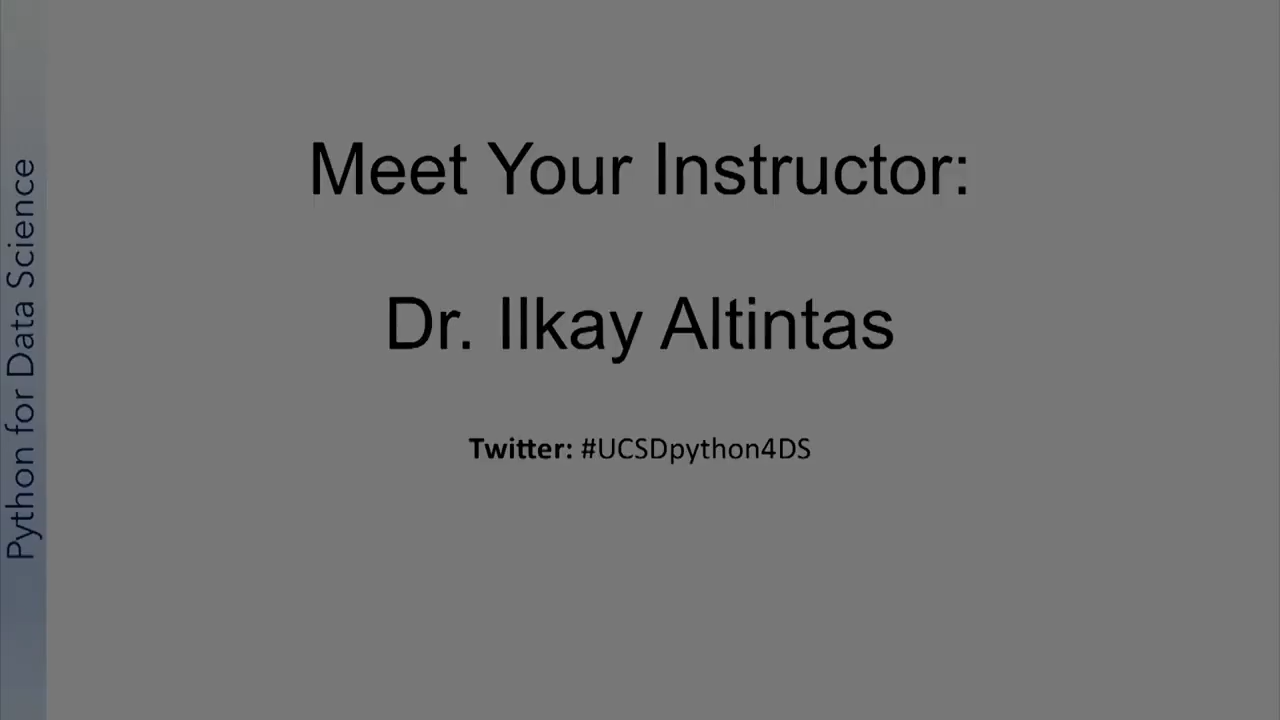 Python for Data Science
Meet Your Instructor:
Dr. Ilkay Altintas
Twitter: #UCSDpython4DS